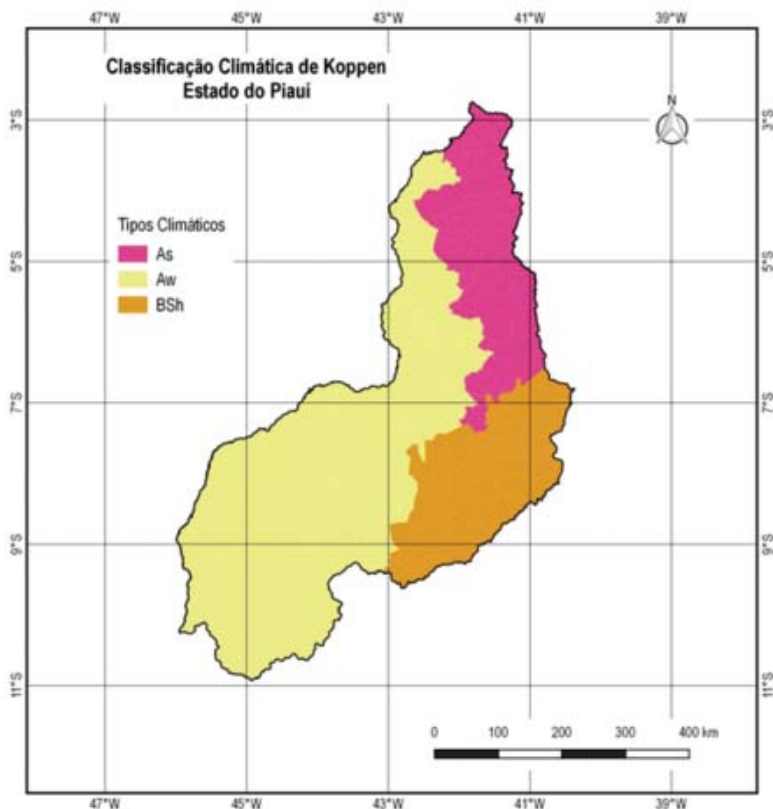 47°W 45°W 43°W 41°W 39°W
Classificação Climática de Koppen
Estado do Piauí
N
3°S 3°S
Tipos Climáticos
As
Aw
BSh
5°S 5°S
7°S 7°S
9°S 9°S
11°S 11°S
0 100 200 300 400 km
47°W 45°W 43°W 41°W 39°W